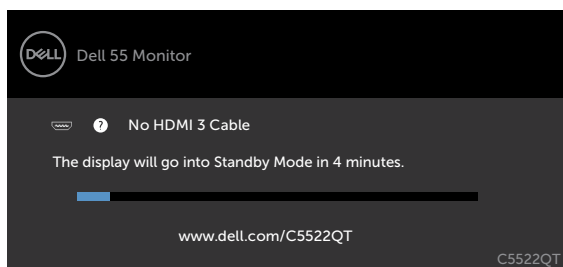 DELL
Dell 55 Monitor
? No HDMI 3 Cable
The display will go into Standby Mode in 4 minutes.
www.dell.com/C5522QT
C5522QT